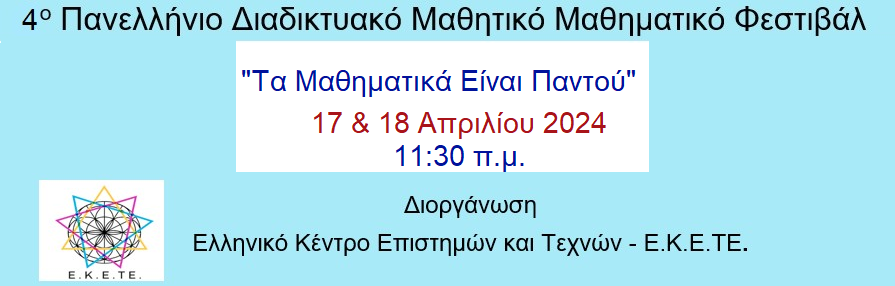 4ο Πανελλήνιο Διαδικτυακό Μαθητικό Μαθηματικό Φεστιβάλ
"Τα Μαθηματικά Είναι Παντού"
17 & 18 Απριλίου 2024
11:30 π.μ.
Διοργάνωση
Ελληνικό Κέντρο Επιστημών και Τεχνών - Ε.Κ.Ε.ΤΕ.
Ε.Κ.Ε.ΤΕ.